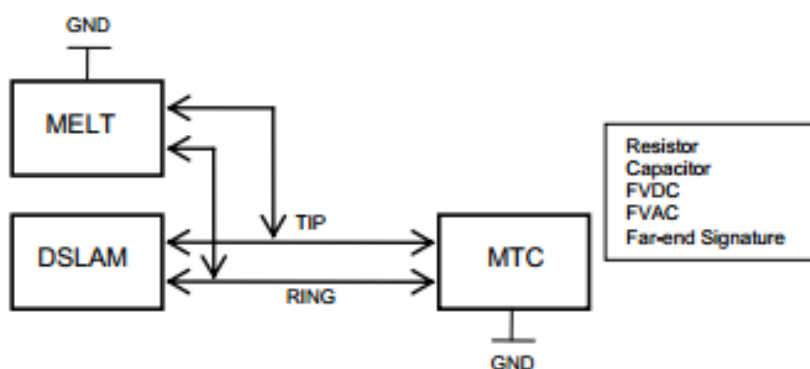 GND
MELT
DSLAM
TIP
RING
MTC
GND
Resistor
Capacitor
FVDC
FVAC
Far-end Signature